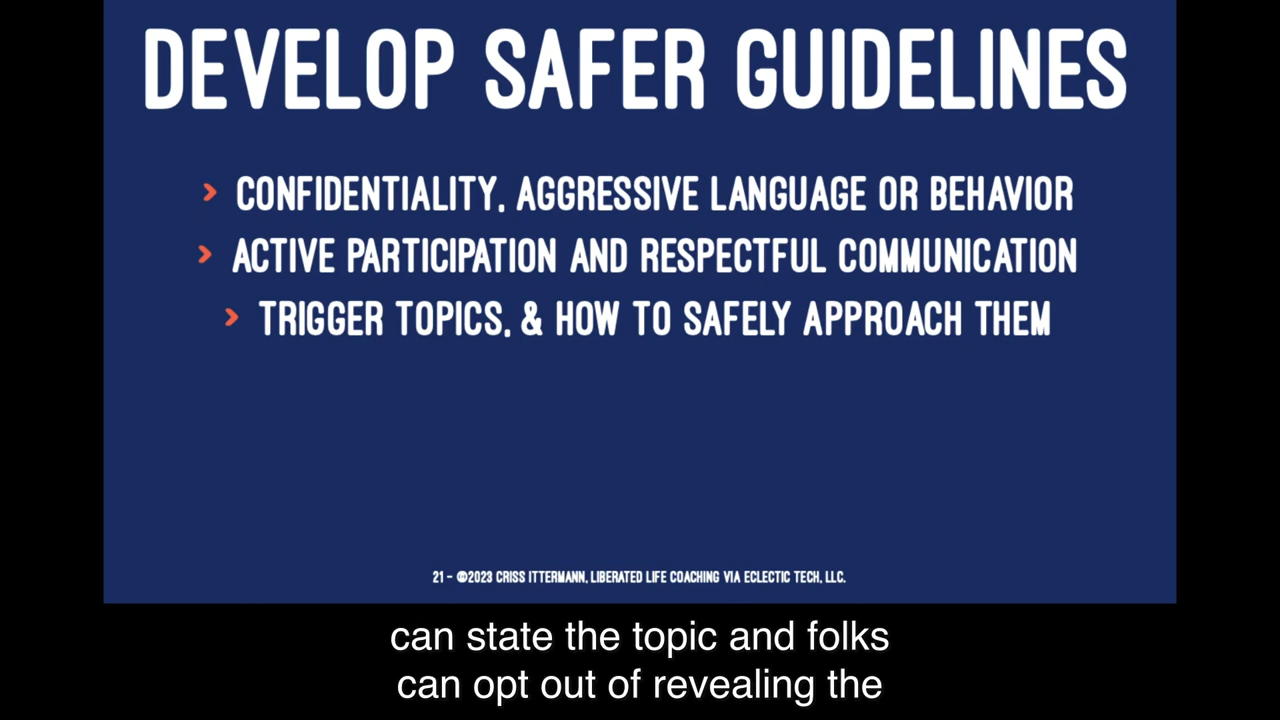 DEVELOP SAFER GUIDELINES
› CONFIDENTIALITY, AGGRESSIVE LANGUAGE OR BEHAVIOR
› ACTIVE PARTICIPATION AND RESPECTFUL COMMUNICATION
› TRIGGER TOPICS, & HOW TO SAFELY APPROACH THEM
21 - ©2023 CRISS ITTERMANN, LIBERATED LIFE COACHING VIA ECLECTIC TECH, LLC.
can state the topic and folks
can opt out of revealing the